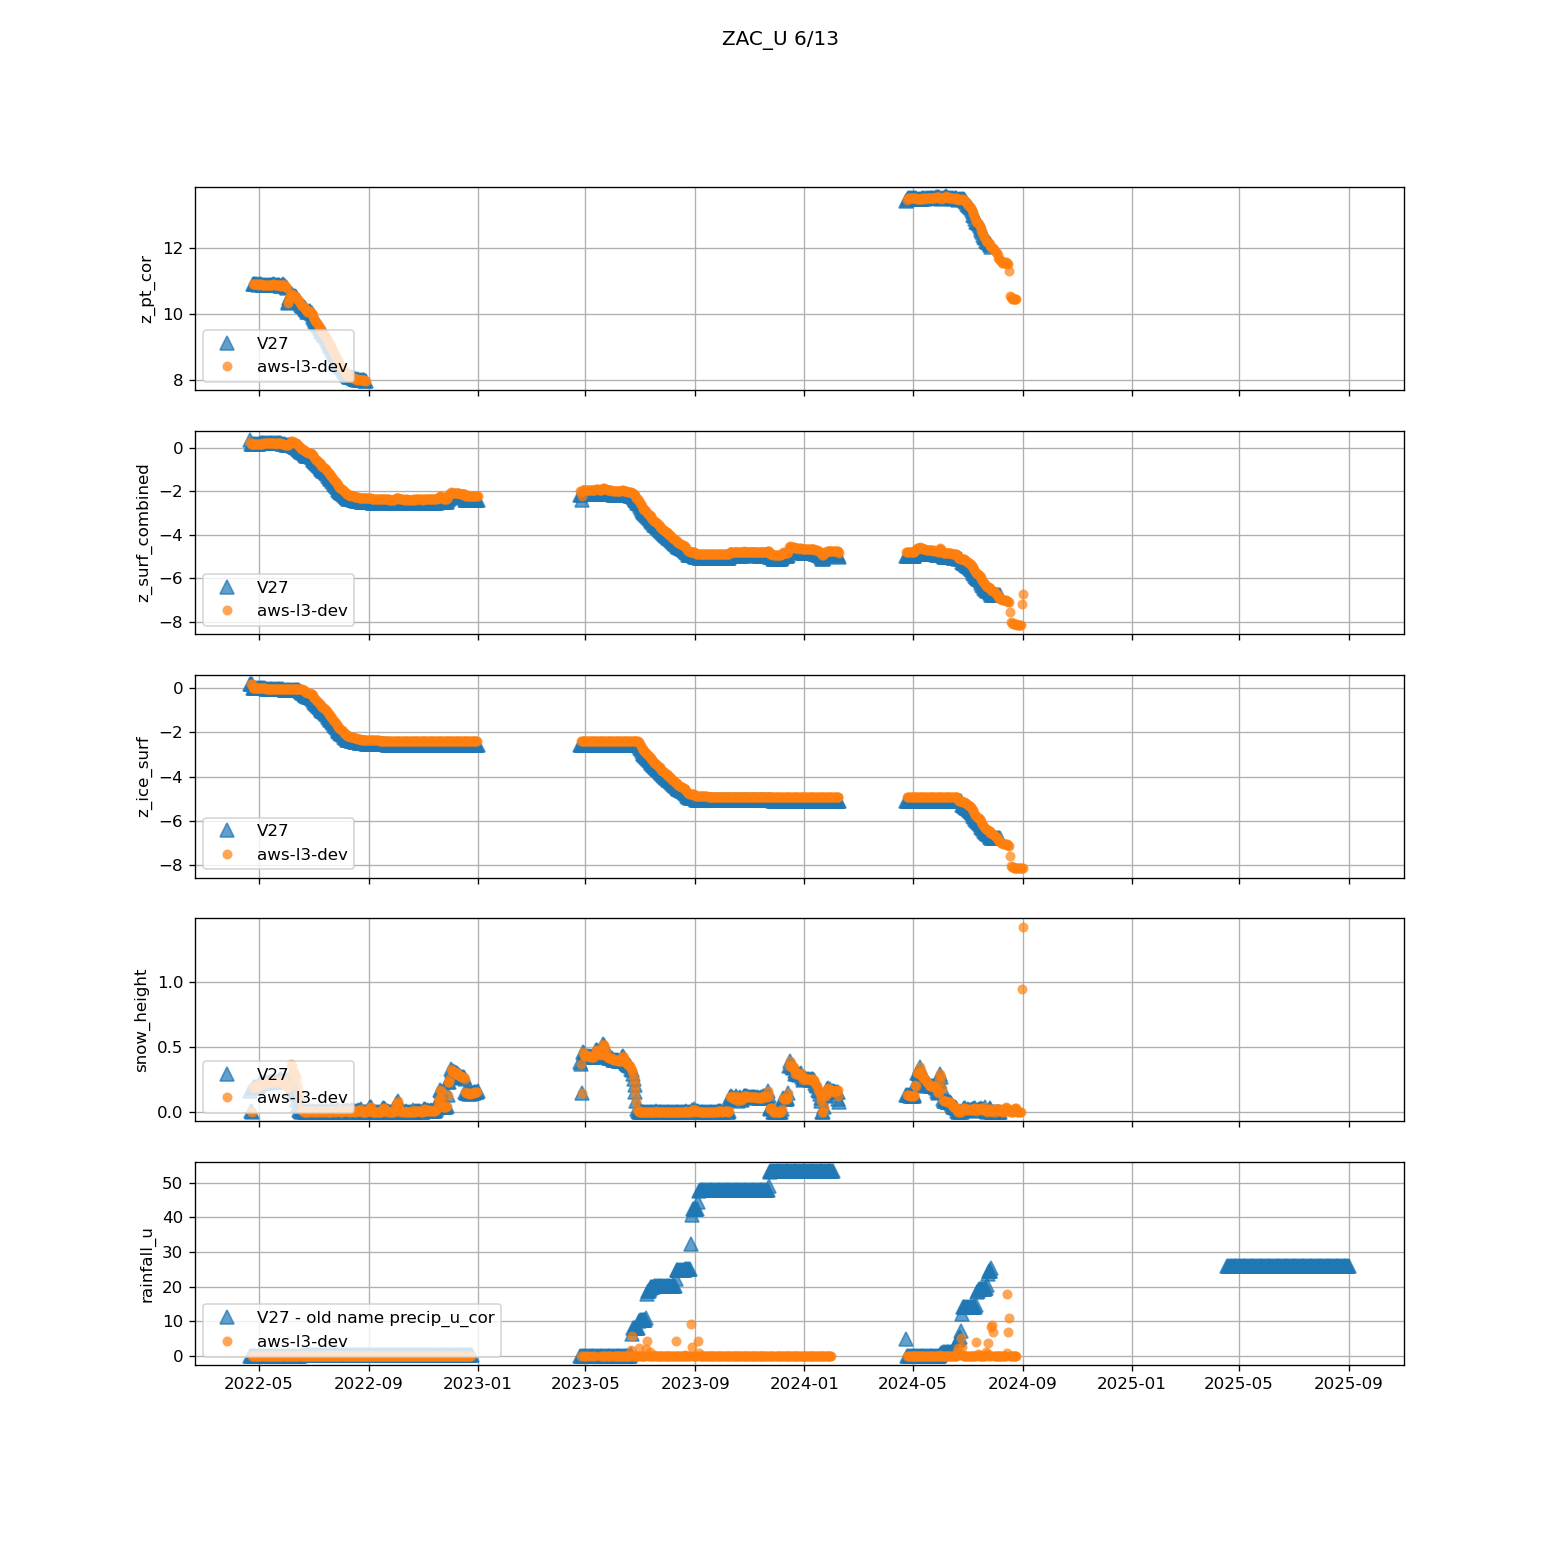 ZAC_U 6/13
z_pt_cor
12
10
8
V27
aws-l3-dev
z_surf_combined
0
−2
−4
−6
−8
V27
aws-l3-dev
z_ice_surf
0
−2
−4
−6
−8
V27
aws-l3-dev
snow_height
1.0
0.5
0.0
V27
aws-l3-dev
rainfall_u
50
40
30
20
10
0
V27 - old name precip_u_cor
aws-l3-dev
2022-05 2022-09 2023-01 2023-05 2023-09 2024-01 2024-05 2024-09 2025-01 2025-05 2025-09